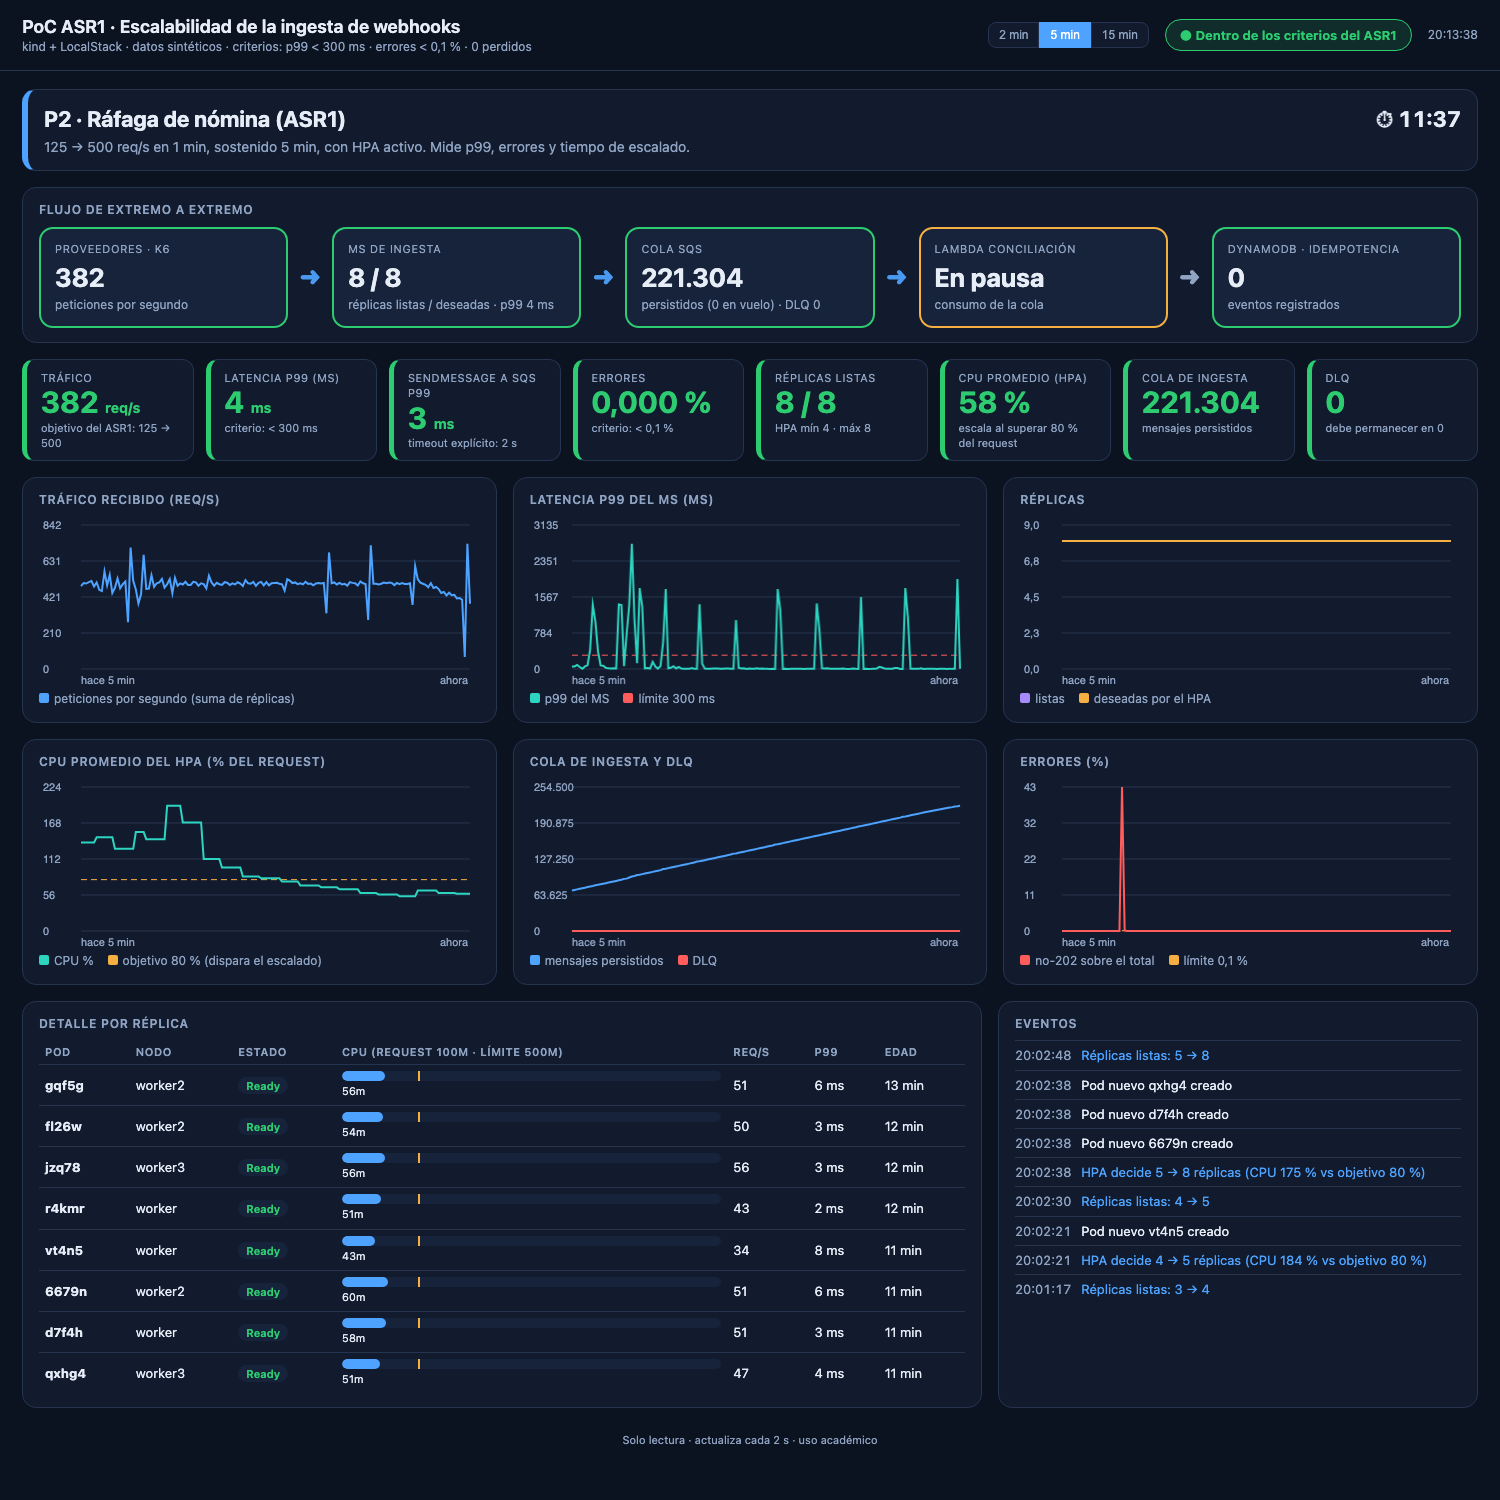 PoC ASR1 · Escalabilidad de la ingesta de webhooks
kind + LocalStack · datos sintéticos · criterios: p99 < 300 ms · errores < 0,1 % · 0 perdidos
2 min 5 min 15 min
Dentro de los criterios del ASR1
20:13:38
P2 · Ráfaga de nómina (ASR1)
⏱ 11:37
125 → 500 req/s en 1 min, sostenido 5 min, con HPA activo. Mide p99, errores y tiempo de escalado.
FLUJO DE EXTREMO A EXTREMO
PROVEEDORES · K6
382
peticiones por segundo
➜
MS DE INGESTA
8 / 8
réplicas listas / deseadas · p99 4 ms
➜
COLA SQS
221.304
persistidos (0 en vuelo) · DLQ 0
➜
LAMBDA CONCILIACIÓN
En pausa
consumo de la cola
➜
DYNAMODB · IDEMPOTENCIA
0
eventos registrados
TRÁFICO
382 req/s
objetivo del ASR1: 125 →
500
LATENCIA P99 (MS)
4 ms
criterio: < 300 ms
SENDMESSAGE A SQS
P99
3 ms
timeout explícito: 2 s
ERRORES
0,000 %
criterio: < 0,1 %
RÉPLICAS LISTAS
8 / 8
HPA mín 4 · máx 8
CPU PROMEDIO (HPA)
58 %
escala al superar 80 %
del request
COLA DE INGESTA
221.304
mensajes persistidos
DLQ
0
debe permanecer en 0
TRÁFICO RECIBIDO (REQ/S)
842
631
421
210
0
hace 5 min ahora
peticiones por segundo (suma de réplicas)
LATENCIA P99 DEL MS (MS)
3135
2351
1567
784
0
hace 5 min ahora
p99 del MS límite 300 ms
RÉPLICAS
9,0
6,8
4,5
2,3
0,0
hace 5 min ahora
listas deseadas por el HPA
CPU PROMEDIO DEL HPA (% DEL REQUEST)
224
168
112
56
0
hace 5 min ahora
CPU % objetivo 80 % (dispara el escalado)
COLA DE INGESTA Y DLQ
254.500
190.875
127.250
63.625
0
hace 5 min ahora
mensajes persistidos DLQ
ERRORES (%)
43
32
22
11
0
hace 5 min ahora
no-202 sobre el total límite 0,1 %
DETALLE POR RÉPLICA
POD NODO ESTADO CPU (REQUEST 100M · LÍMITE 500M) REQ/S P99 EDAD
gqf5g worker2 Ready 56m 51 6 ms 13 min
fl26w worker2 Ready 54m 50 3 ms 12 min
jzq78 worker3 Ready 56m 56 3 ms 12 min
r4kmr worker Ready 51m 43 2 ms 12 min
vt4n5 worker Ready 43m 34 8 ms 11 min
6679n worker2 Ready 60m 51 6 ms 11 min
d7f4h worker Ready 58m 51 3 ms 11 min
qxhg4 worker3 Ready 51m 47 4 ms 11 min
EVENTOS
20:02:48 Réplicas listas: 5 → 8
20:02:38 Pod nuevo qxhg4 creado
20:02:38 Pod nuevo d7f4h creado
20:02:38 Pod nuevo 6679n creado
20:02:38 HPA decide 5 → 8 réplicas (CPU 175 % vs objetivo 80 %)
20:02:30 Réplicas listas: 4 → 5
20:02:21 Pod nuevo vt4n5 creado
20:02:21 HPA decide 4 → 5 réplicas (CPU 184 % vs objetivo 80 %)
20:01:17 Réplicas listas: 3 → 4
Solo lectura · actualiza cada 2 s · uso académico